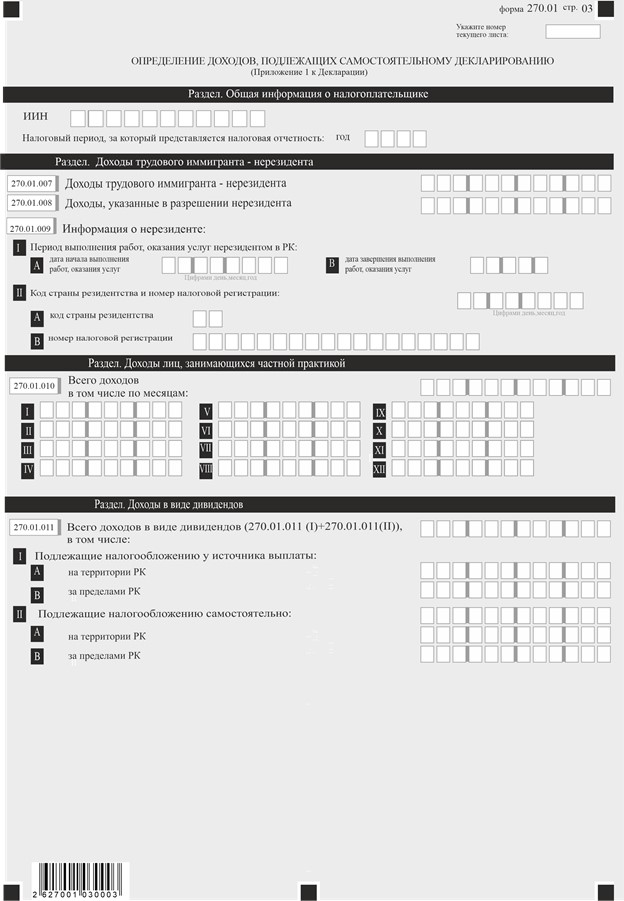 форма 270.01 стр. 03
Укажите номер
текущего листа:
ОПРЕДЕЛЕНИЕ ДОХОДОВ, ПОДЛЕЖАЩИХ САМОСТОЯТЕЛЬНОМУ ДЕКЛАРИРОВАНИЮ
(Приложение 1 к Декларации)
Раздел. Общая информация о налогоплательщике
ИИН
Налоговый период, за который представляется налоговая отчетность: год
Раздел. Доходы трудового иммигранта - нерезидента
270.01.007 Доходы трудового иммигранта - нерезидента
270.01.008 Доходы, указанные в разрешении нерезидента
270.01.009 Информация о нерезиденте:
I Период выполнения работ, оказания услуг нерезидентом в РК:
A дата начала выполнения
работ, оказания услуг
Цифрами день,месяц,год
B дата завершения выполнения
работ, оказания услуг
II Код страны резидентства и номер налоговой регистрации:
Цифрами день,месяц,год
A код страны резидентства
B номер налоговой регистрации
Раздел. Доходы лиц, занимающихся частной практикой
270.01.010 Всего доходов
в том числе по месяцам:
I V IX
II VI X
III VII XI
IV VIII XII
Раздел. Доходы в виде дивидендов
270.01.011 Всего доходов в виде дивидендов (270.01.011 (I)+270.01.011(II)),
в том числе:
I Подлежащие налогообложению у источника выплаты:
A на территории РК
B за пределами РК
II Подлежащие налогообложению самостоятельно:
A на территории РК
B за пределами РК
2 627001 030003